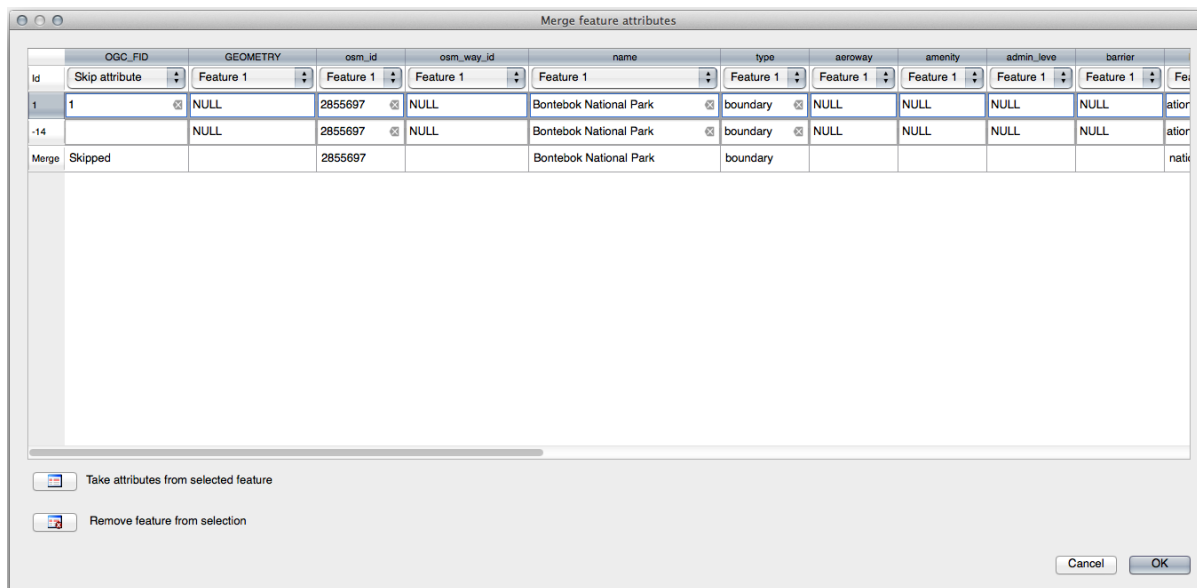 Merge feature attributes
OGC_FID GEOMETRY osm_id osm_way_id name type aeroway amenity admin_leve barrier
Id Skip attribute Feature 1 Feature 1 Feature 1 Feature 1 Feature 1 Feature 1 Feature 1 Feature 1 Feature 1 Fea
1 1 NULL 2855697 NULL Bontebok National Park boundary NULL NULL NULL NULL ation
-14 NULL 2855697 NULL Bontebok National Park boundary NULL NULL NULL NULL ation
Merge Skipped 2855697 Bontebok National Park boundary natio
Take attributes from selected feature
Remove feature from selection
Cancel OK